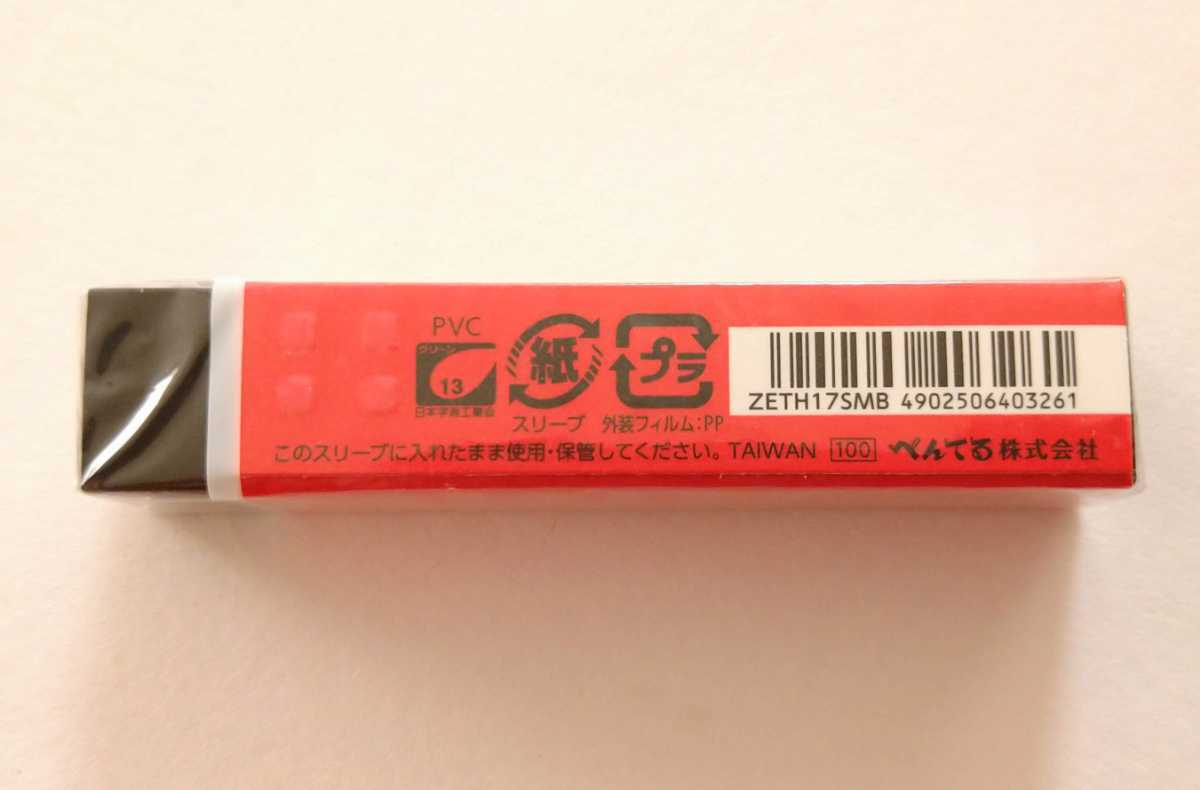 PVC
グリーン
13
日本字消工業会
紙
プラ
スリーブ 外装フィルム:PP
ZETH17SMB 4902506403261
このスリーブに入れたまま使用・保管してください。TAIWAN 100 ぺんてる株式会社